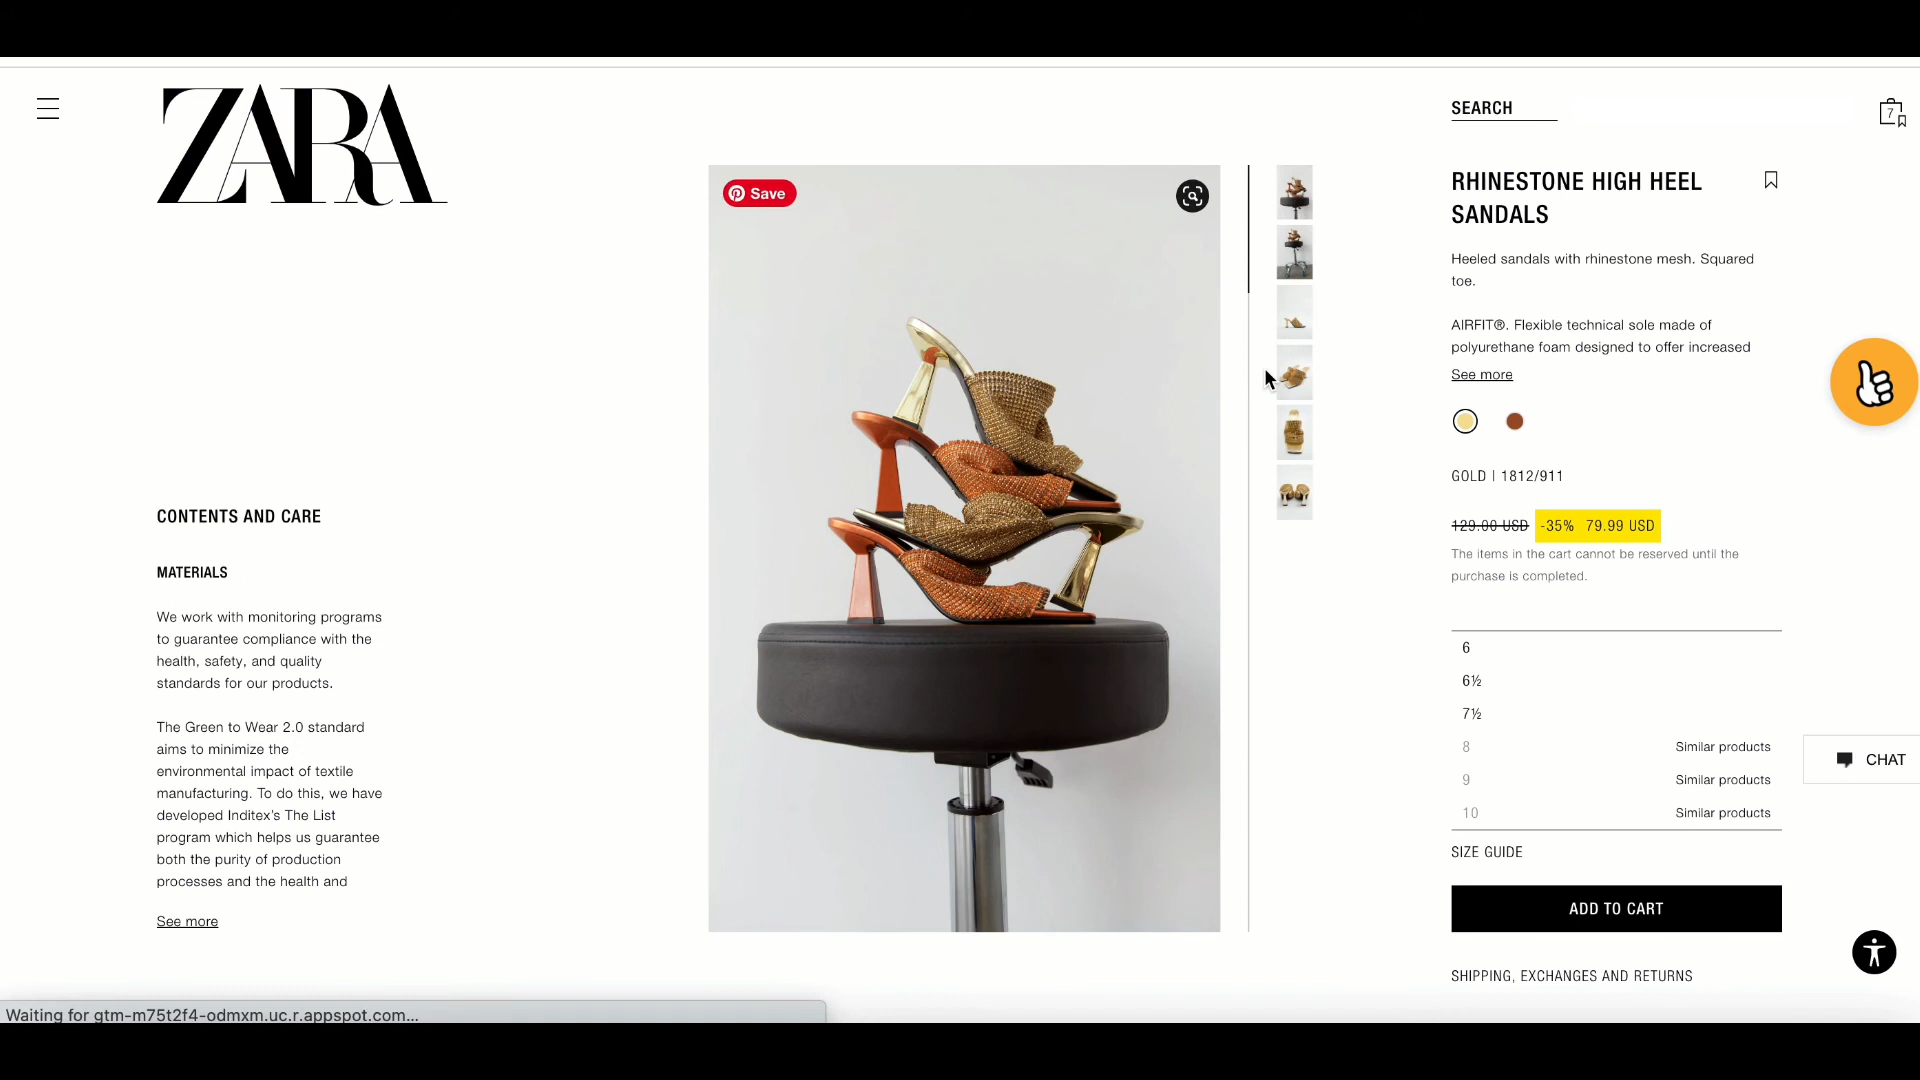 ZARA
SEARCH
7
Save
RHINESTONE HIGH HEEL
SANDALS
Heeled sandals with rhinestone mesh. Squared
toe.
AIRFIT®. Flexible technical sole made of
polyurethane foam designed to offer increased
See more
GOLD | 1812/911
129.00 USD -35% 79.99 USD
The items in the cart cannot be reserved until the
purchase is completed.
6
6½
7½
8 Similar products
9 Similar products
10 Similar products
SIZE GUIDE
ADD TO CART
SHIPPING, EXCHANGES AND RETURNS
CHAT
CONTENTS AND CARE
MATERIALS
We work with monitoring programs
to guarantee compliance with the
health, safety, and quality
standards for our products.
The Green to Wear 2.0 standard
aims to minimize the
environmental impact of textile
manufacturing. To do this, we have
developed Inditex's The List
program which helps us guarantee
both the purity of production
processes and the health and
See more
Waiting for gtm-m75t2f4-odmxm.uc.r.appspot.com...